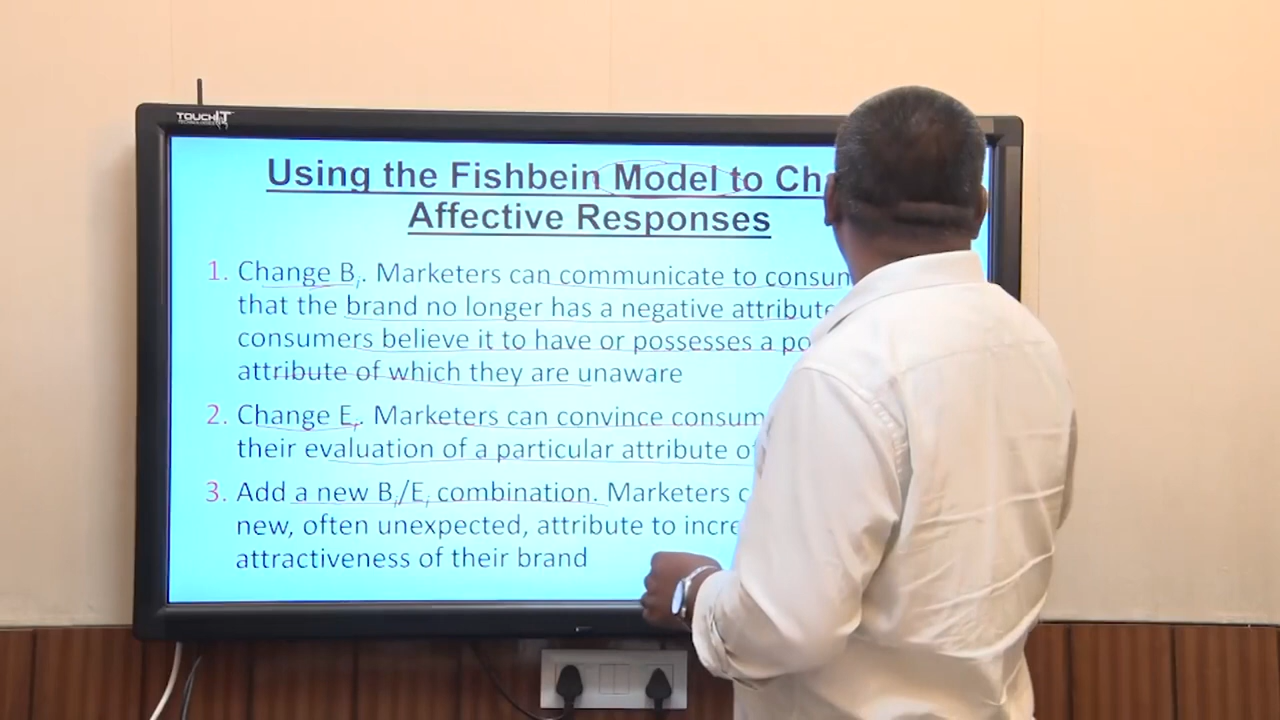 TOUCHIT
TECHNOLOGIES
Using the Fishbein Model to Ch
Affective Responses
1. Change Bi. Marketers can communicate to consum
that the brand no longer has a negative attribute
consumers believe it to have or possesses a po
attribute of which they are unaware
2. Change Ei. Marketers can convince consum
their evaluation of a particular attribute of
3. Add a new Bi/Ei combination. Marketers c
new, often unexpected, attribute to incre
attractiveness of their brand